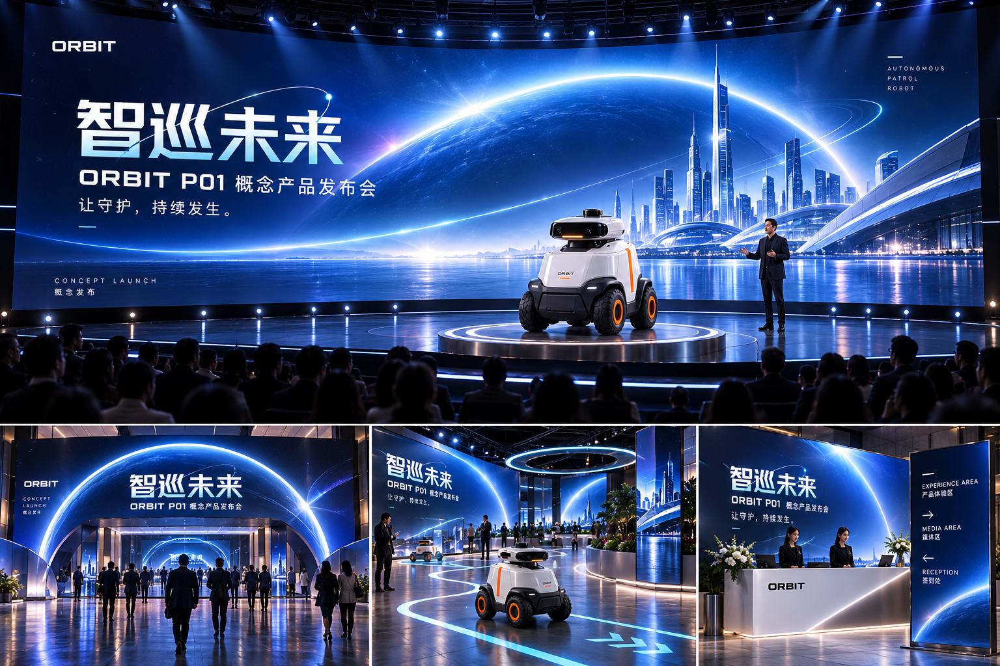 ORBIT
智巡未来
ORBIT P01 概念产品发布会
让守护，持续发生。
CONCEPT LAUNCH
概念发布
AUTONOMOUS
PATROL
ROBOT
ORBIT
ORBIT
CONCEPT
LAUNCH
概念发布
智巡未来
ORBIT P01 概念产品发布会
智巡未来
ORBIT P01 概念产品发布会
让守护，持续发生。
智巡未来
ORBIT P01 概念产品发布会
让守护，持续发生。
ORBIT
EXPERIENCE AREA
产品体验区
→
MEDIA AREA
媒体区
←
RECEPTION
签到处